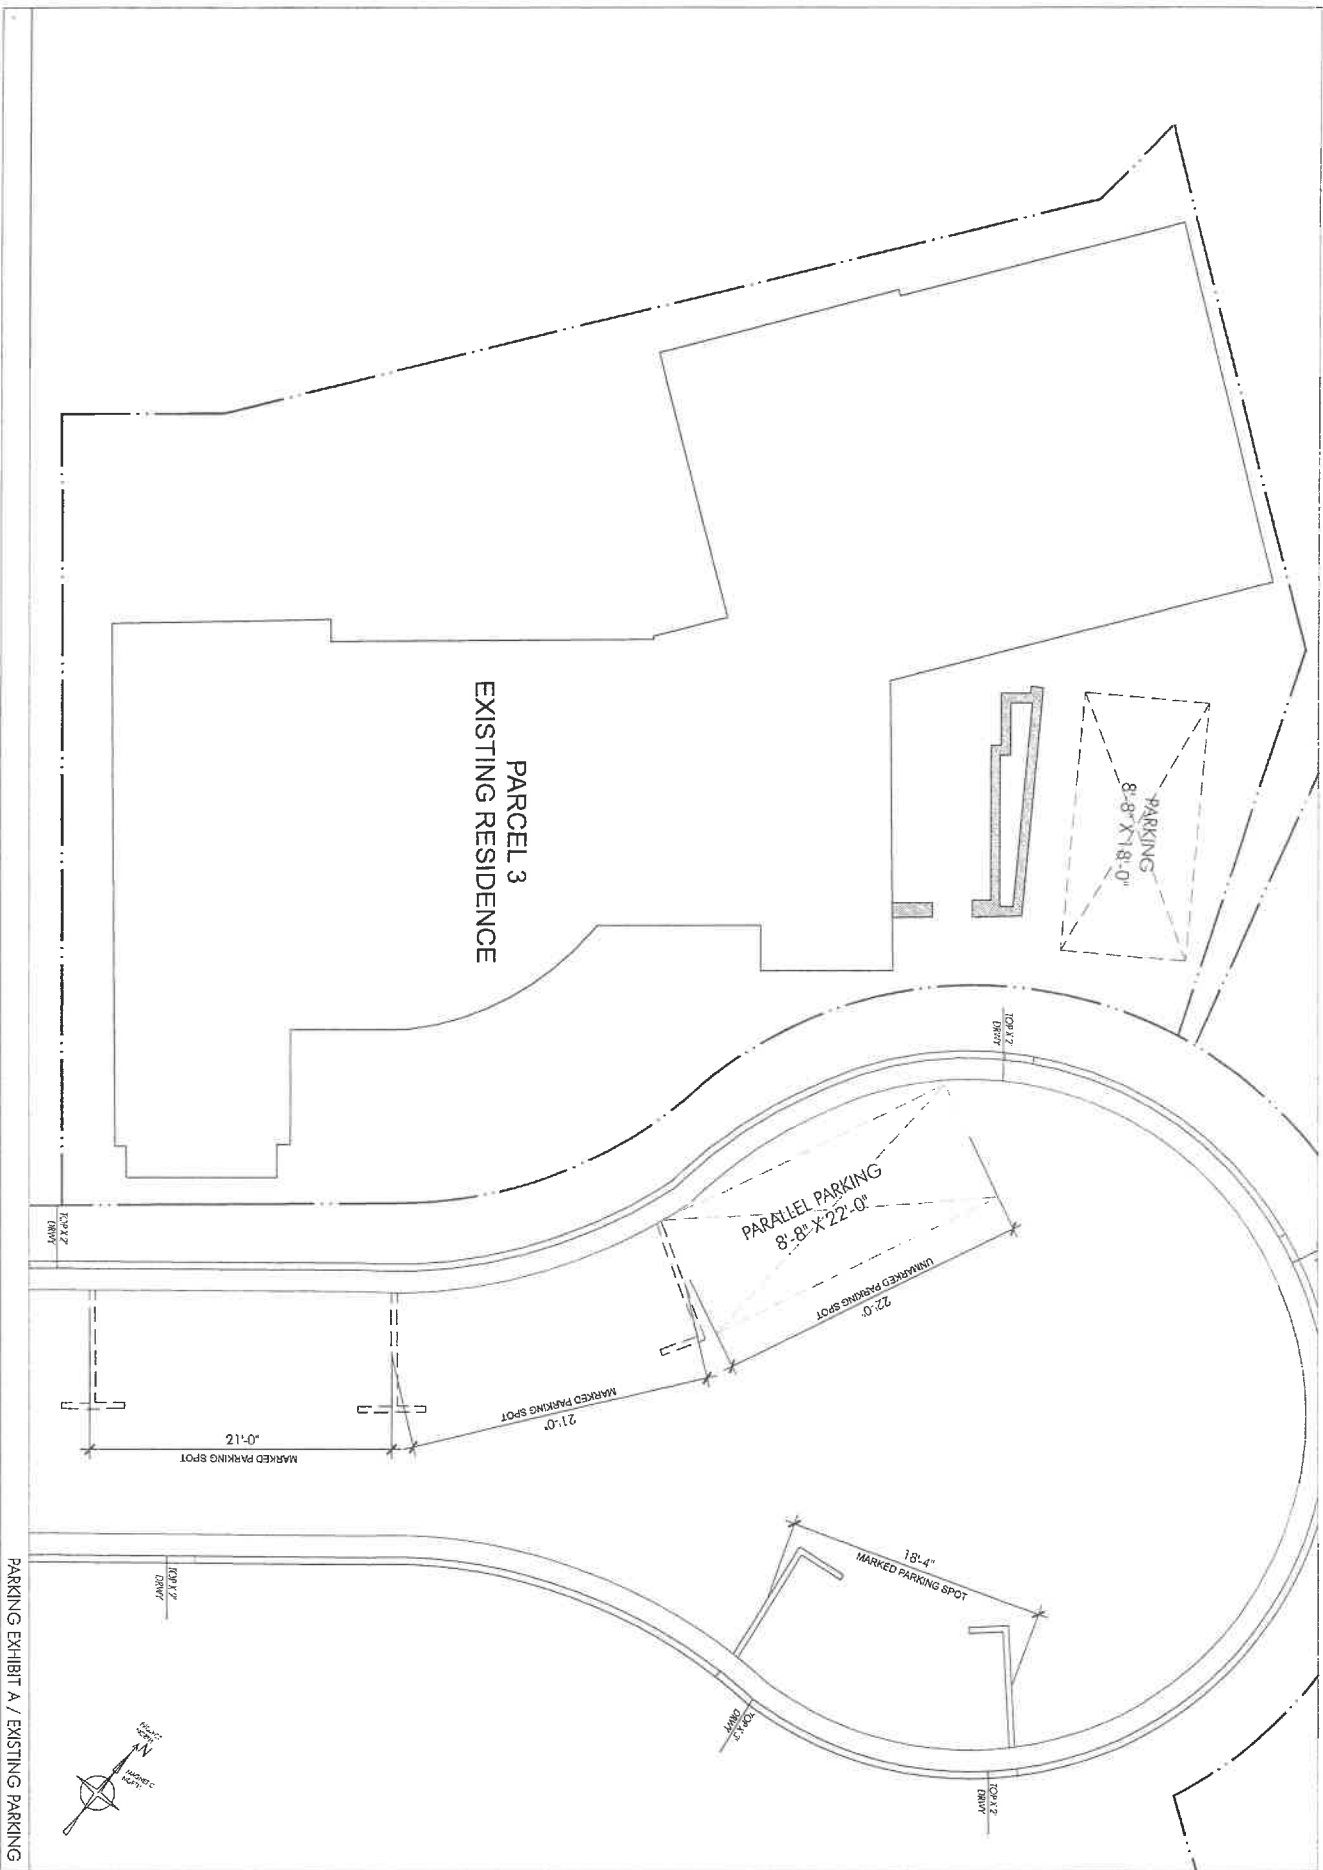 PARCEL 3
EXISTING RESIDENCE
PARKING
8'-8" X 18'-0"
TOP X 2'
DRWY
PARALLEL PARKING
8'-8" X 22'-0"
UNMARKED PARKING SPOT
22'-0"
TOP X 2'
DRWY
MARKED PARKING SPOT
21'-0"
21'-0"
MARKED PARKING SPOT
18'-4"
MARKED PARKING SPOT
TOP X 2'
DRWY
TOP X 2'
DRWY
TOP X 2'
DRWY
N
MAGNETIC
NORTH
PARKING EXHIBIT A / EXISTING PARKING